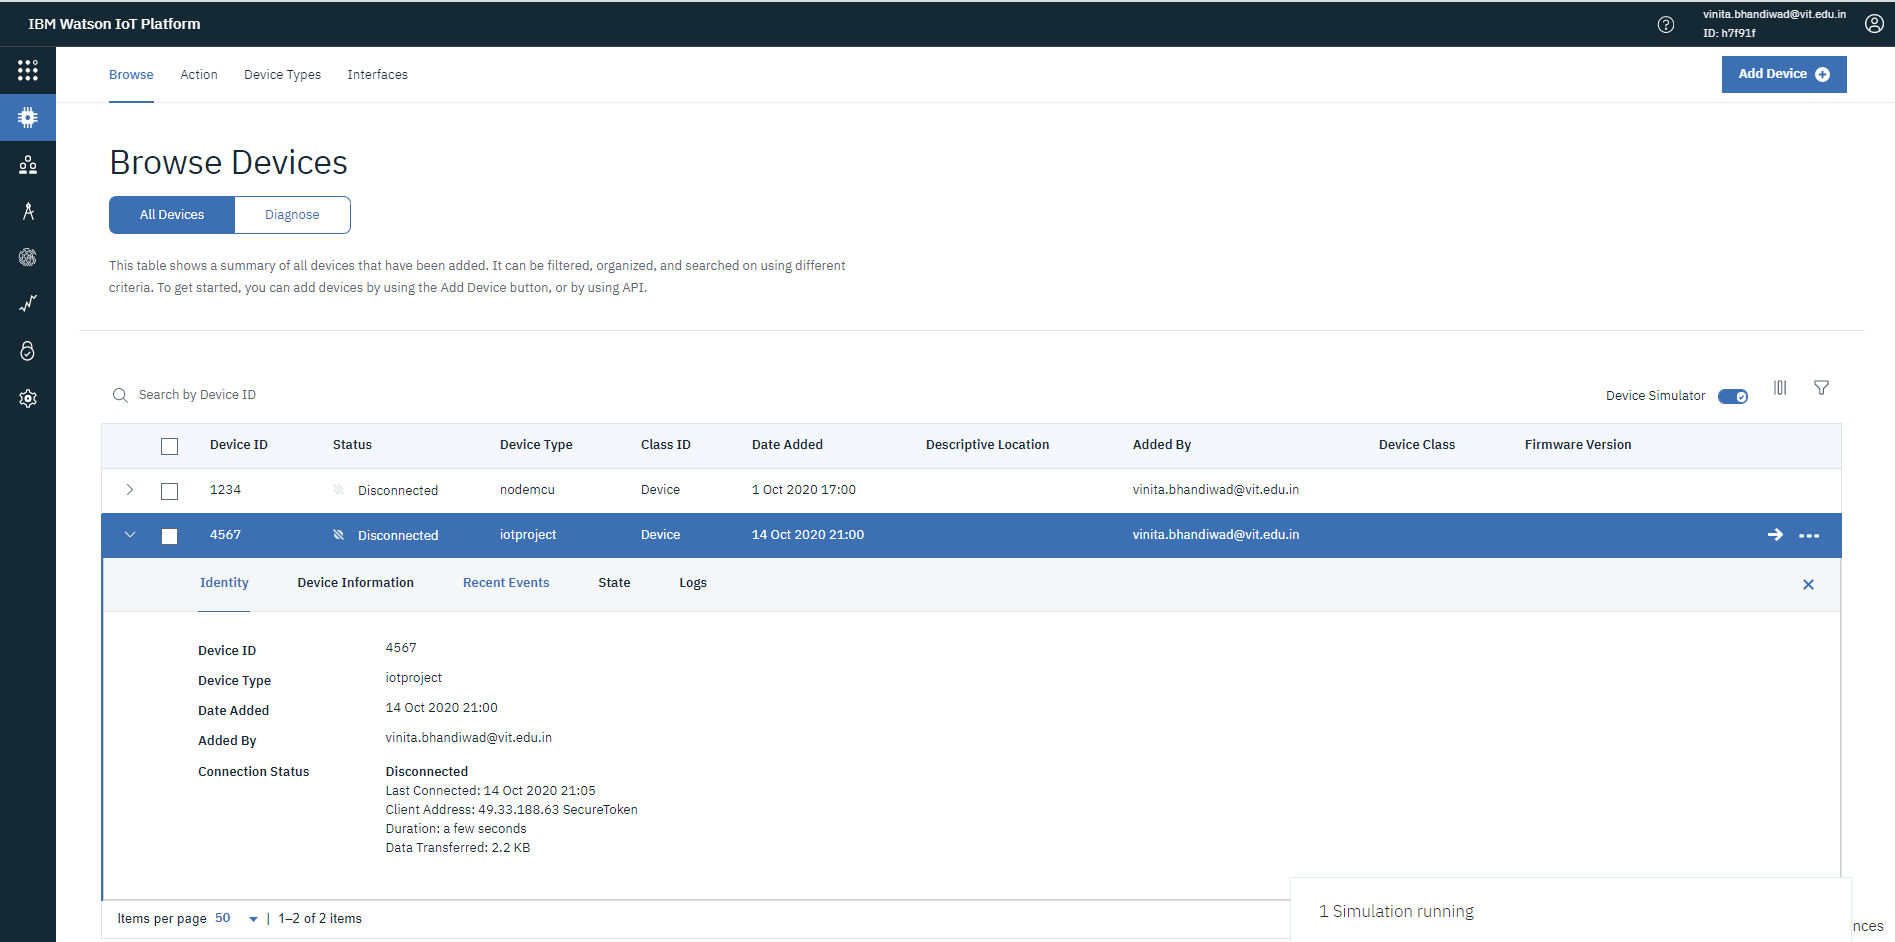 IBM Watson IoT Platform
vinita.bhandiwad@vit.edu.in
ID: h7f91f
Browse Action Device Types Interfaces
Add Device
Browse Devices
All Devices Diagnose
This table shows a summary of all devices that have been added. It can be filtered, organized, and searched on using different
criteria. To get started, you can add devices by using the Add Device button, or by using API.
Search by Device ID
Device Simulator
Device ID Status Device Type Class ID Date Added Descriptive Location Added By Device Class Firmware Version
1234 Disconnected nodemcu Device 1 Oct 2020 17:00 vinita.bhandiwad@vit.edu.in
4567 Disconnected iotproject Device 14 Oct 2020 21:00 vinita.bhandiwad@vit.edu.in
Identity Device Information Recent Events State Logs
Device ID 4567
Device Type iotproject
Date Added 14 Oct 2020 21:00
Added By vinita.bhandiwad@vit.edu.in
Connection Status Disconnected
Last Connected: 14 Oct 2020 21:05
Client Address: 49.33.188.63 SecureToken
Duration: a few seconds
Data Transferred: 2.2 KB
Items per page 50 | 1–2 of 2 items
1 Simulation running
nces